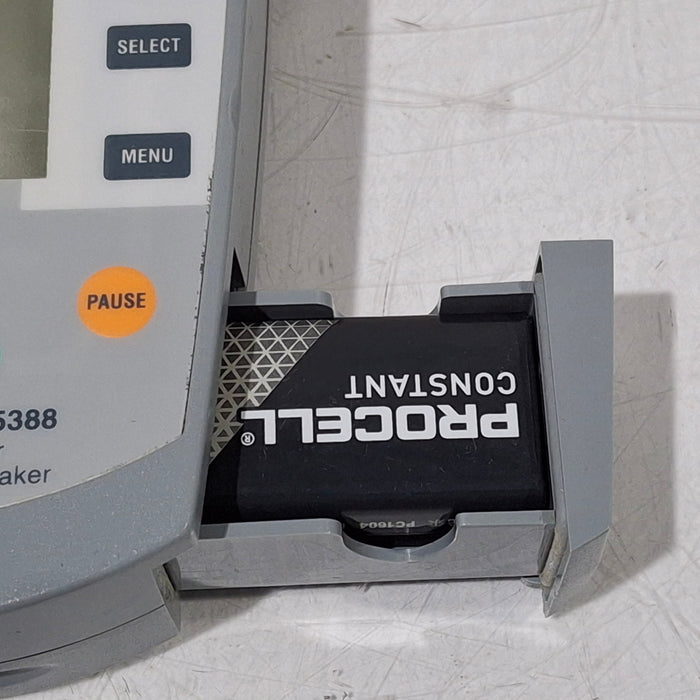 SELECT
MENU
PAUSE
5388
r
aker
PROCELL®
CONSTANT
PC1604